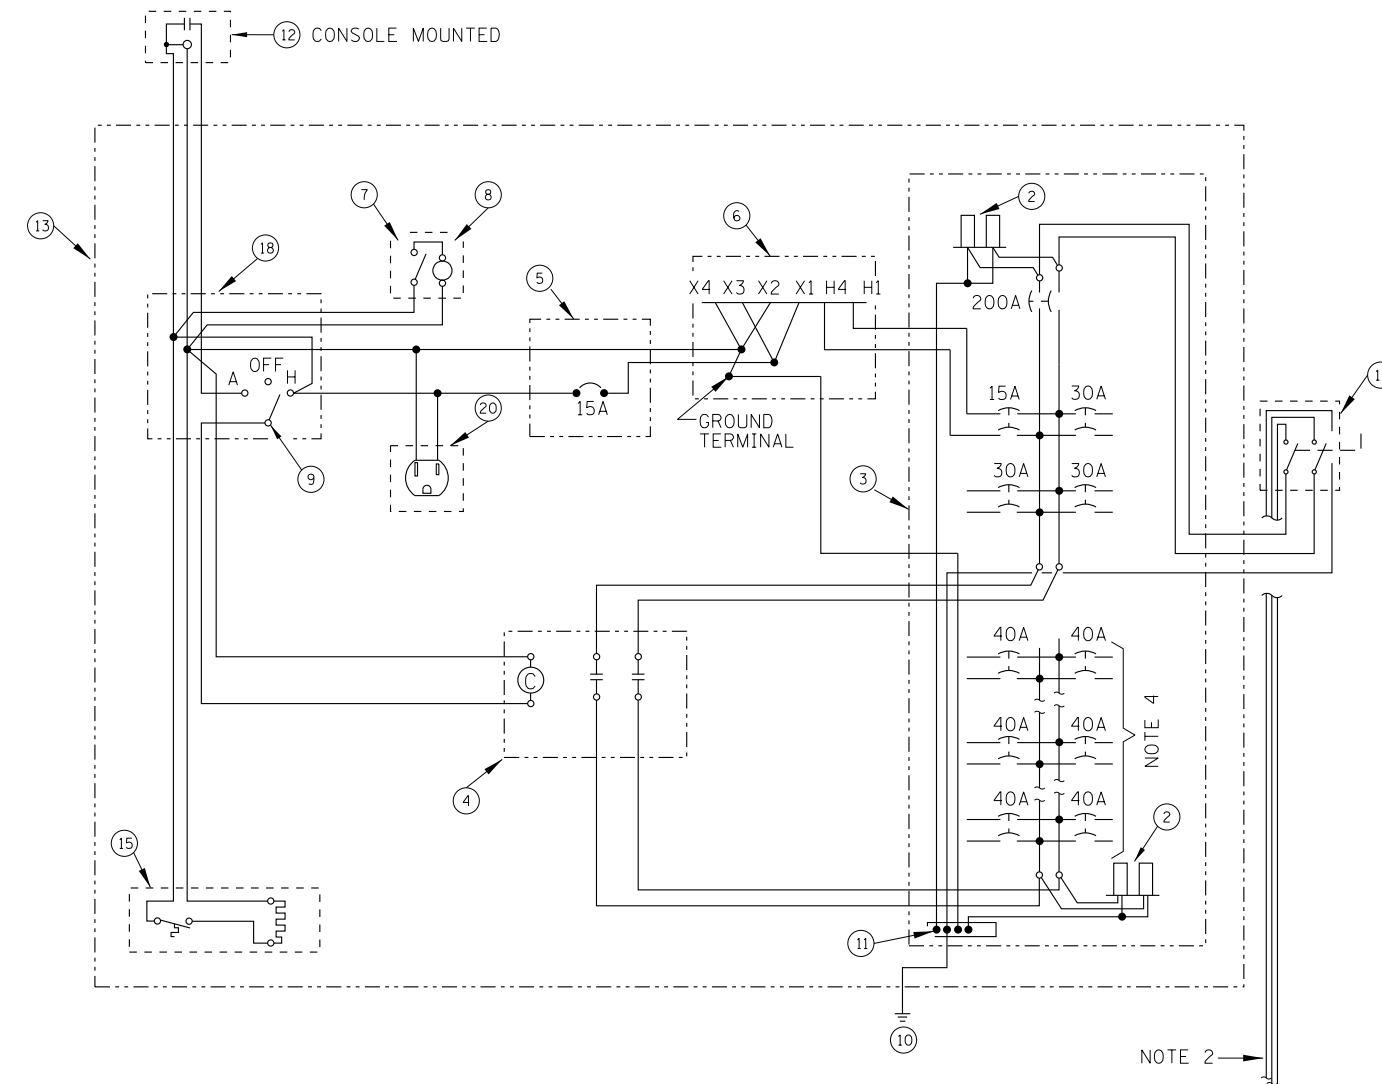 12 CONSOLE MOUNTED
7
8
2
6
13
18
5
X4 X3 X2 X1 H4 H1
200A
OFF
A
H
15A
15A
30A
20
GROUND
TERMINAL
9
3
30A
30A
40A
40A
C
NOTE 4
40A
40A
4
40A
40A
2
15
11
10
NOTE 2